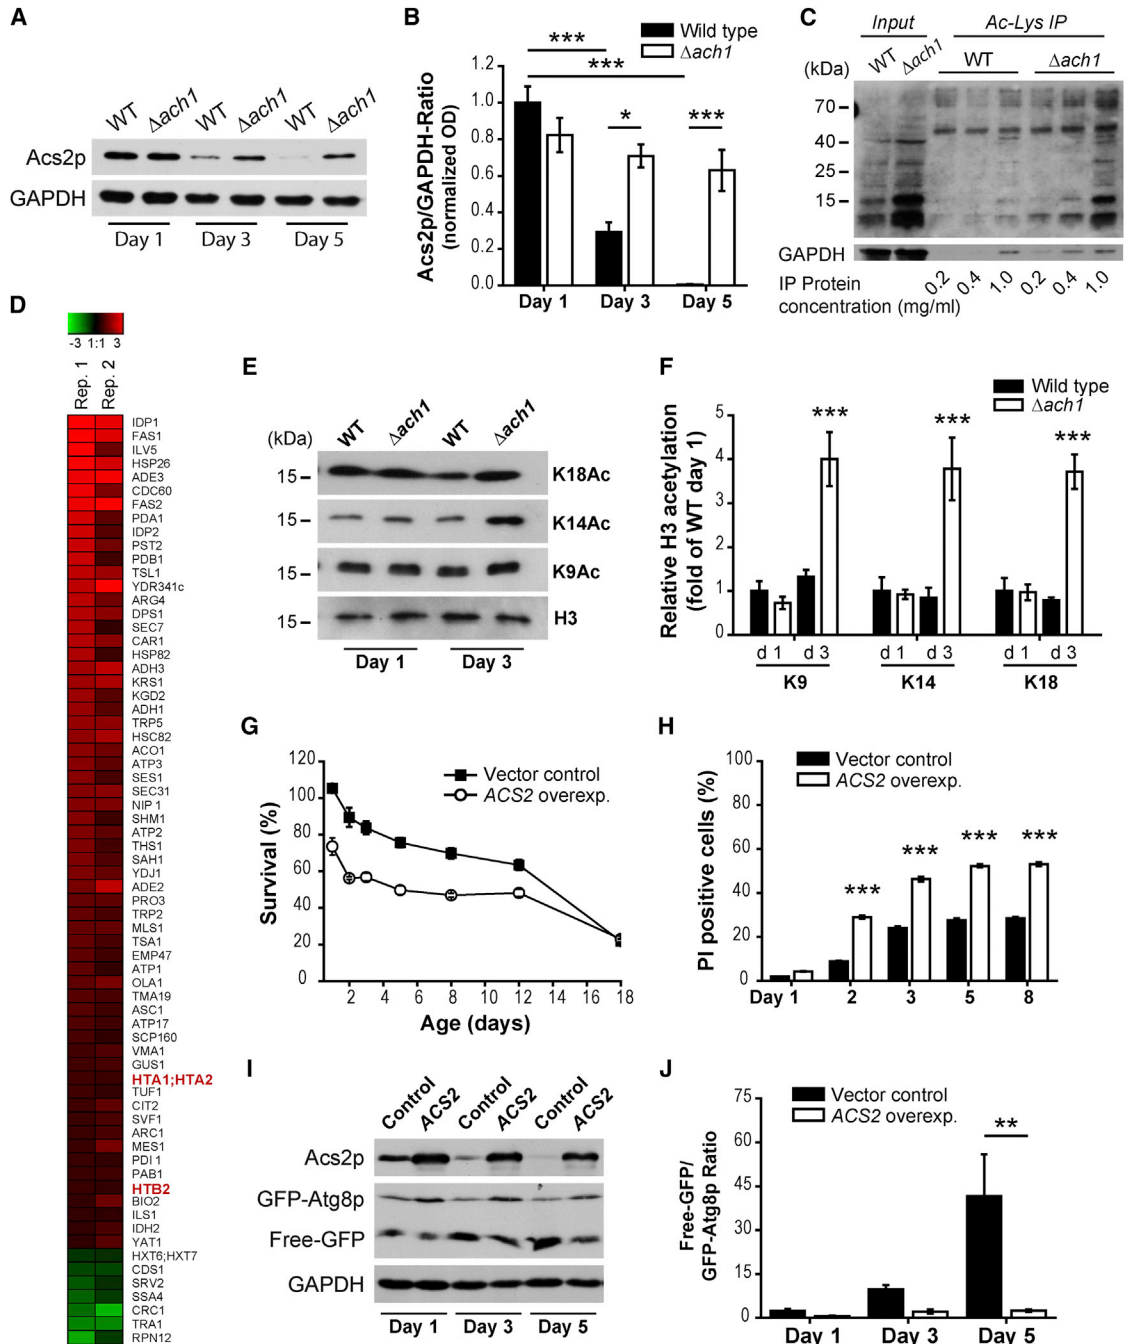 A
WT Δach1 WT Δach1 WT Δach1
Acs2p
GAPDH
Day 1 Day 3 Day 5
B
Wild type
Δach1
Acs2p/GAPDH-Ratio
(normalized OD)
1.2
1.0
0.8
0.6
0.4
0.2
0.0
***
***
*
***
Day 1 Day 3 Day 5
C
Input Ac-Lys IP
WT Δach1 WT Δach1
(kDa)
70
40
25
15
GAPDH
0.2 0.4 1.0 0.2 0.4 1.0
IP Protein
concentration (mg/ml)
D
-3 1:1 3
Rep. 1 Rep. 2
IDP1
FAS1
ILV5
HSP26
ADE3
CDC60
FAS2
PDA1
IDP2
PST2
PDB1
TSL1
YDR341c
ARG4
DPS1
SEC7
CAR1
HSP82
ADH3
KRS1
KGD2
ADH1
TRP5
HSC82
ACO1
ATP3
SES1
SEC31
NIP 1
SHM1
ATP2
THS1
SAH1
YDJ1
ADE2
PRO3
TRP2
MLS1
TSA1
EMP47
ATP1
OLA1
TMA19
ASC1
ATP17
SCP160
VMA1
GUS1
HTA1;HTA2
TUF1
CIT2
SVF1
ARC1
MES1
PDI 1
PAB1
HTB2
BIO2
ILS1
IDH2
YAT1
HXT6;HXT7
CDS1
SRV2
SSA4
CRC1
TRA1
RPN12
E
(kDa) WT Δach1 WT Δach1
15 K18Ac
15 K14Ac
15 K9Ac
15 H3
Day 1 Day 3
F
Wild type
Δach1
Relative H3 acetylation
(fold of WT day 1)
5
4
3
2
1
0
*** *** ***
d 1 d 3 d 1 d 3 d 1 d 3
K9 K14 K18
G
Vector control
ACS2 overexp.
Survival (%)
120
100
80
60
40
20
0
2 4 6 8 10 12 14 16 18
Age (days)
H
Vector control
ACS2 overexp.
PI positive cells (%)
100
80
60
40
20
0
*** *** *** ***
Day 1 2 3 5 8
I
Control ACS2 Control ACS2 Control ACS2
Acs2p
GFP-Atg8p
Free-GFP
GAPDH
Day 1 Day 3 Day 5
J
Vector control
ACS2 overexp.
Free-GFP/
GFP-Atg8p Ratio
75
60
45
30
15
0
**
Day 1 Day 3 Day 5